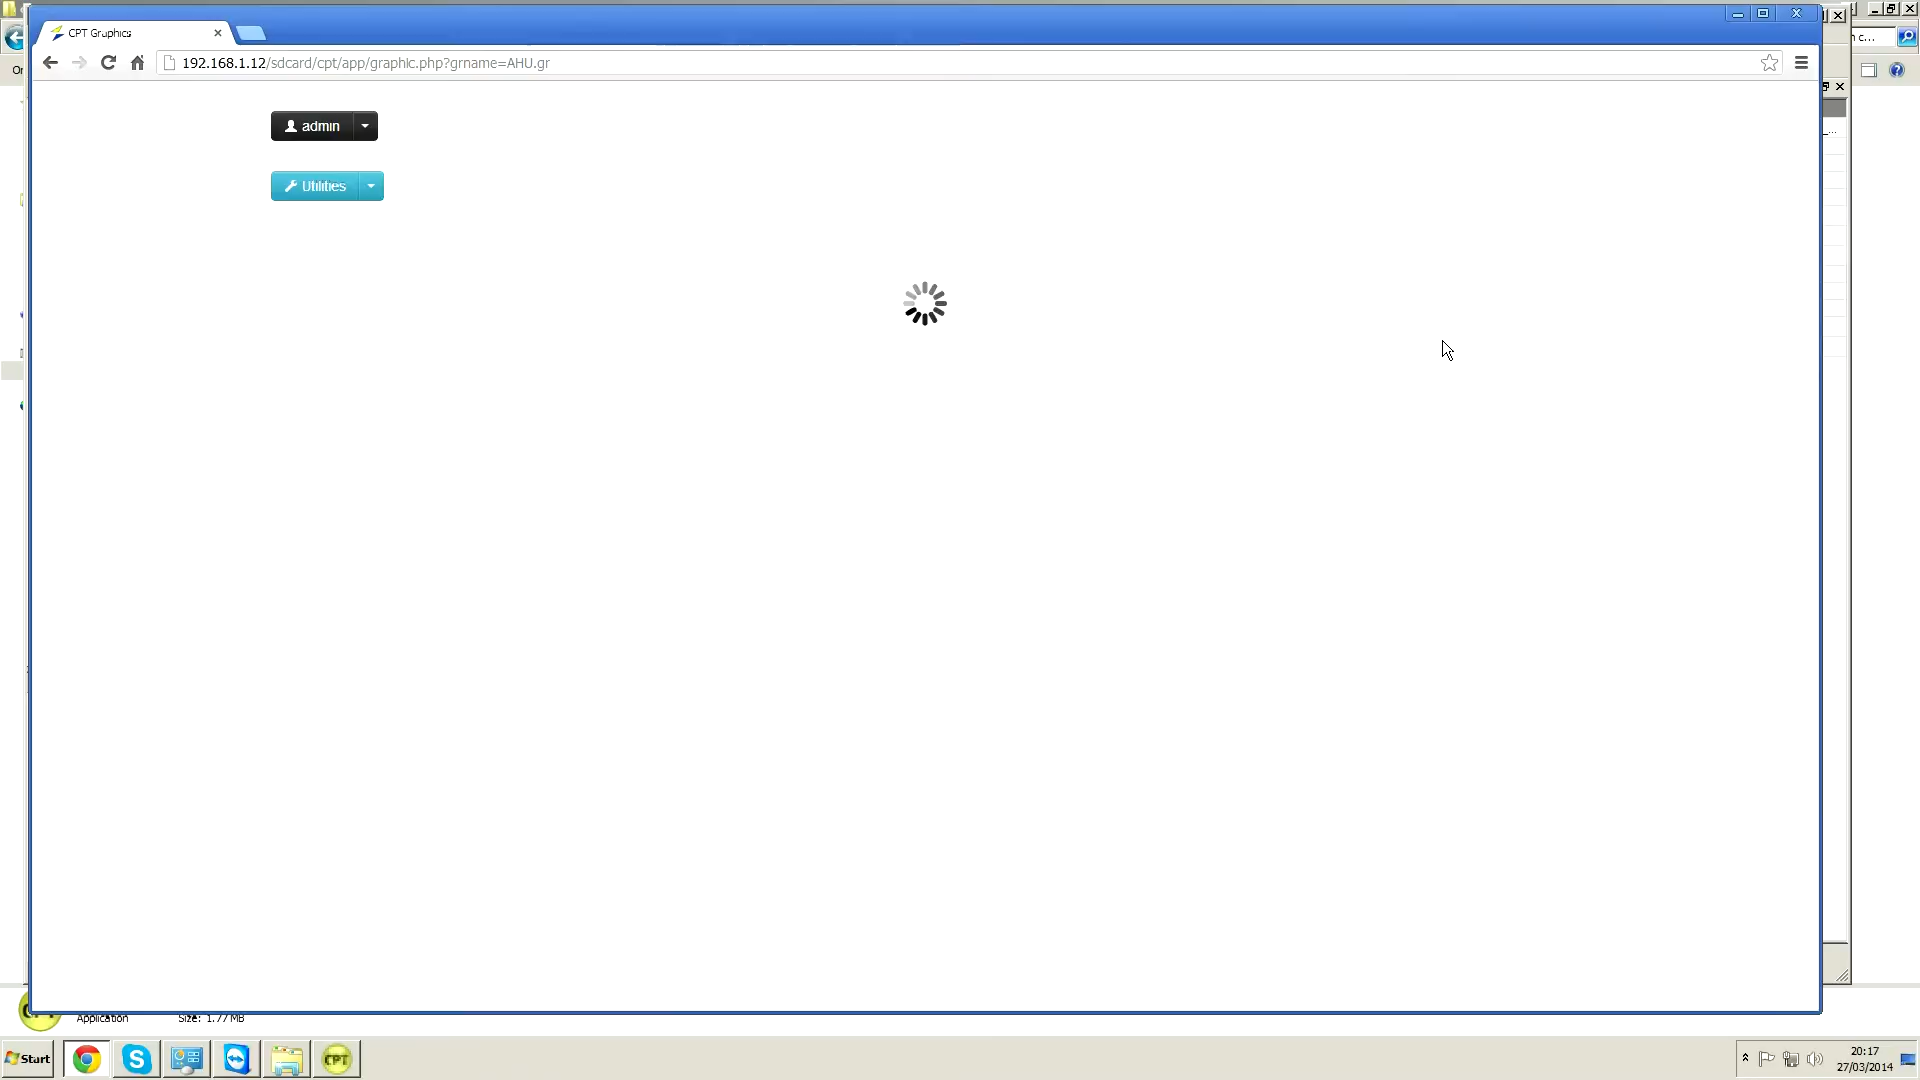 CPT Graphics
192.168.1.12/sdcard/cpt/app/graphic.php?grname=AHU.gr
admin
Utilities
Application Size: 1.77 MB
Start
S
CPT
20:17
27/03/2014